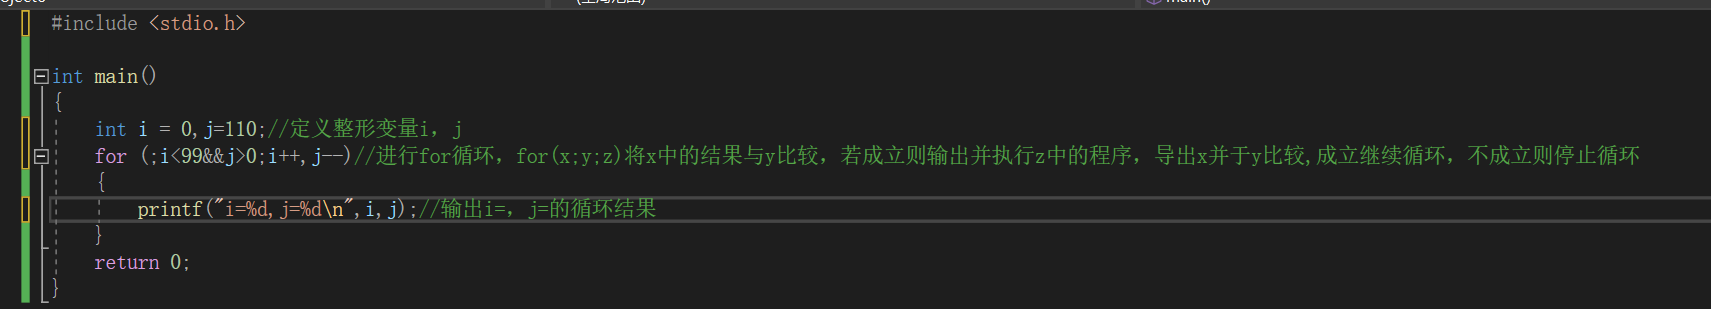 #include <stdio.h>
int main()
{
int i = 0,j=110;//定义整形变量i，j
for (;i<99&&j>0;i++,j--)//进行for循环，for(x;y;z)将x中的结果与y比较，若成立则输出并执行z中的程序，导出x并于y比较,成立继续循环，不成立则停止循环
{
printf("i=%d,j=%d\n",i,j);//输出i=，j=的循环结果
}
return 0;
}